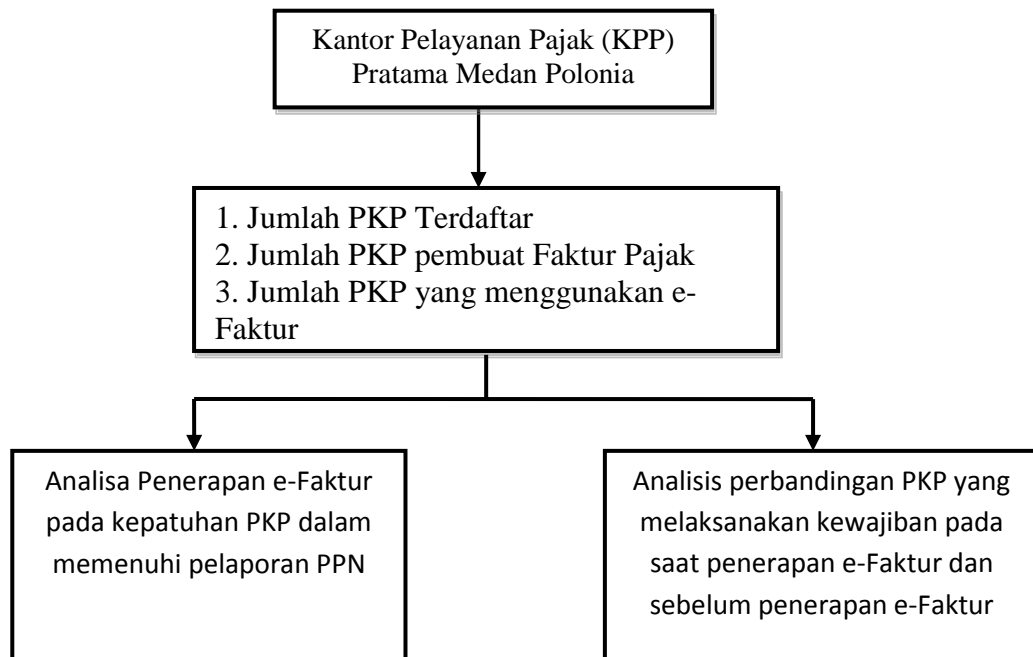 Kantor Pelayanan Pajak (KPP)
Pratama Medan Polonia
1. Jumlah PKP Terdaftar
2. Jumlah PKP pembuat Faktur Pajak
3. Jumlah PKP yang menggunakan e-
Faktur
Analisa Penerapan e-Faktur
pada kepatuhan PKP dalam
memenuhi pelaporan PPN
Analisis perbandingan PKP yang
melaksanakan kewajiban pada
saat penerapan e-Faktur dan
sebelum penerapan e-Faktur